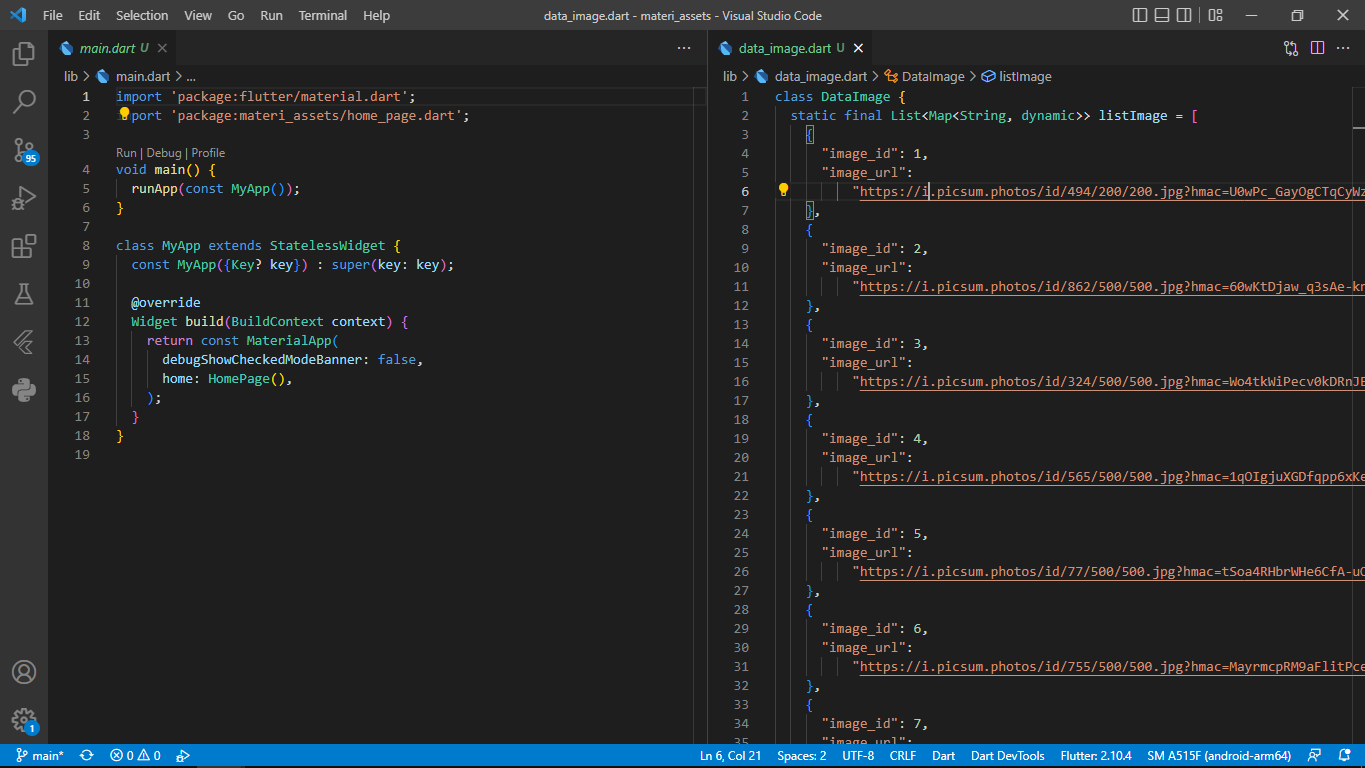 File Edit Selection View Go Run Terminal Help data_image.dart - materi_assets - Visual Studio Code
main.dart U
lib > main.dart > ...
1 import 'package:flutter/material.dart';
2 import 'package:materi_assets/home_page.dart';
3
Run | Debug | Profile
4 void main() {
5 runApp(const MyApp());
6 }
7
8 class MyApp extends StatelessWidget {
9 const MyApp({Key? key}) : super(key: key);
10
11 @override
12 Widget build(BuildContext context) {
13 return const MaterialApp(
14 debugShowCheckedModeBanner: false,
15 home: HomePage(),
16 );
17 }
18 }
19
data_image.dart U
lib > data_image.dart > DataImage > listImage
1 class DataImage {
2 static final List<Map<String, dynamic>> listImage = [
3 {
4 "image_id": 1,
5 "image_url":
6 "https://i.picsum.photos/id/494/200/200.jpg?hmac=U0wPc_GayOgCTqCyWz
7 },
8 {
9 "image_id": 2,
10 "image_url":
11 "https://i.picsum.photos/id/862/500/500.jpg?hmac=60wKtDjaw_q3sAe-kn
12 },
13 {
14 "image_id": 3,
15 "image_url":
16 "https://i.picsum.photos/id/324/500/500.jpg?hmac=Wo4tkWiPecv0kDRnJE
17 },
18 {
19 "image_id": 4,
20 "image_url":
21 "https://i.picsum.photos/id/565/500/500.jpg?hmac=1qOIgjuXGDfqpp6xKe
22 },
23 {
24 "image_id": 5,
25 "image_url":
26 "https://i.picsum.photos/id/77/500/500.jpg?hmac=tSoa4RHbrWHe6CfA-uC
27 },
28 {
29 "image_id": 6,
30 "image_url":
31 "https://i.picsum.photos/id/755/500/500.jpg?hmac=MayrmcpRM9aFlitPce
32 },
33 {
34 "image_id": 7,
35 "image_url":
95
1
main* 0 0 Ln 6, Col 21 Spaces: 2 UTF-8 CRLF Dart Dart DevTools Flutter: 2.10.4 SM A515F (android-arm64)